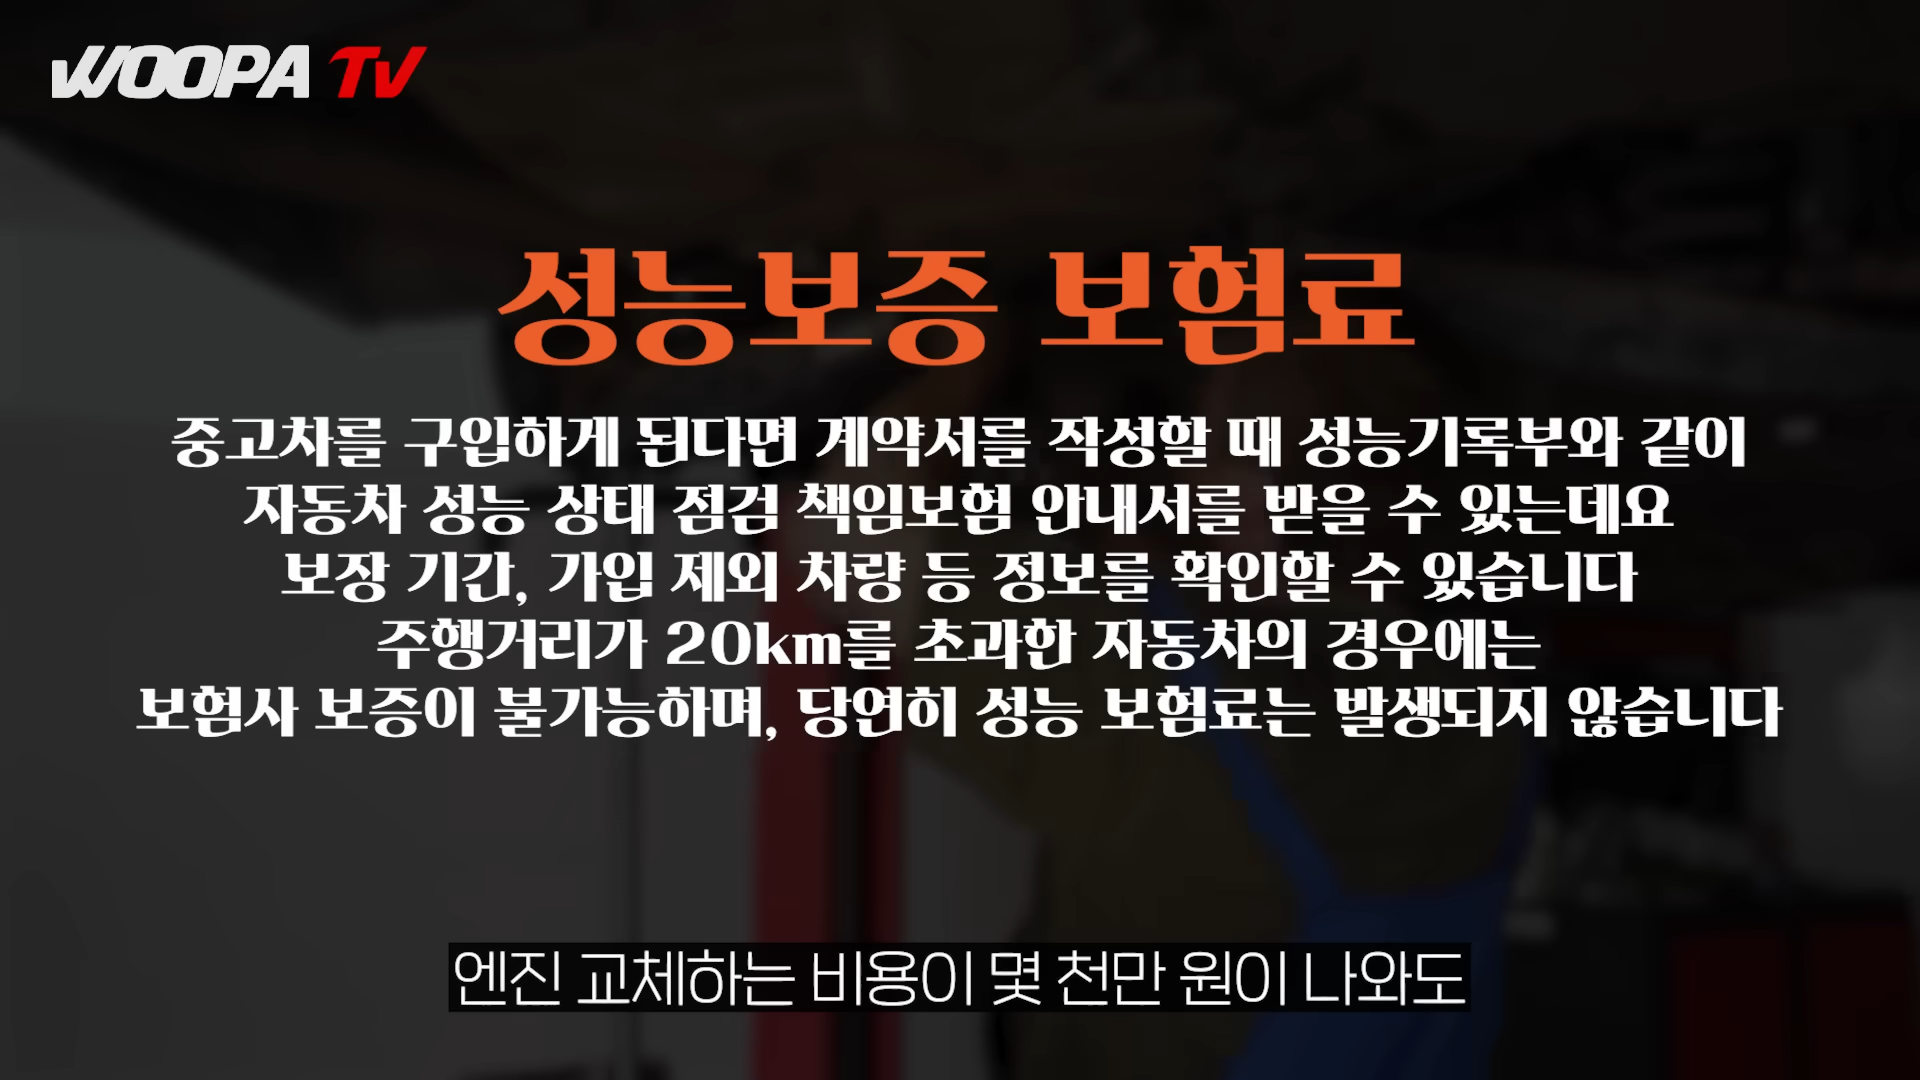 WOOPA TV
성능보증 보험료
중고차를 구입하게 된다면 계약서를 작성할 때 성능기록부와 같이
자동차 성능 상태 점검 책임보험 안내서를 받을 수 있는데요
보장 기간, 가입 제외 차량 등 정보를 확인할 수 있습니다
주행거리가 20km를 초과한 자동차의 경우에는
보험사 보증이 불가능하며, 당연히 성능 보험료는 발생되지 않습니다
엔진 교체하는 비용이 몇 천만 원이 나와도